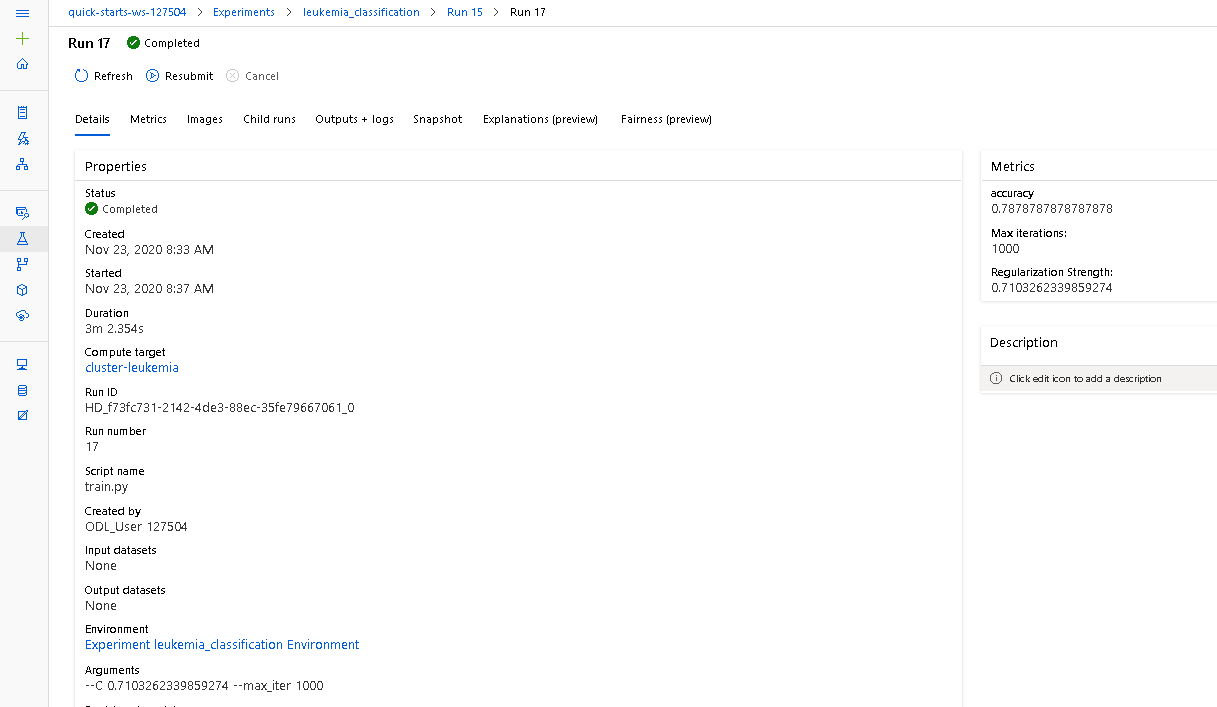 quick-starts-ws-127504 > Experiments > leukemia_classification > Run 15 > Run 17
Run 17 Completed
Refresh Resubmit Cancel
Details Metrics Images Child runs Outputs + logs Snapshot Explanations (preview) Fairness (preview)
Properties
Status
Completed
Created
Nov 23, 2020 8:33 AM
Started
Nov 23, 2020 8:37 AM
Duration
3m 2.354s
Compute target
cluster-leukemia
Run ID
HD_f73fc731-2142-4de3-88ec-35fe79667061_0
Run number
17
Script name
train.py
Created by
ODL_User 127504
Input datasets
None
Output datasets
None
Environment
Experiment leukemia_classification Environment
Arguments
--C 0.7103262339859274 --max_iter 1000
Metrics
accuracy
0.7878787878787878
Max iterations:
1000
Regularization Strength:
0.7103262339859274
Description
Click edit icon to add a description